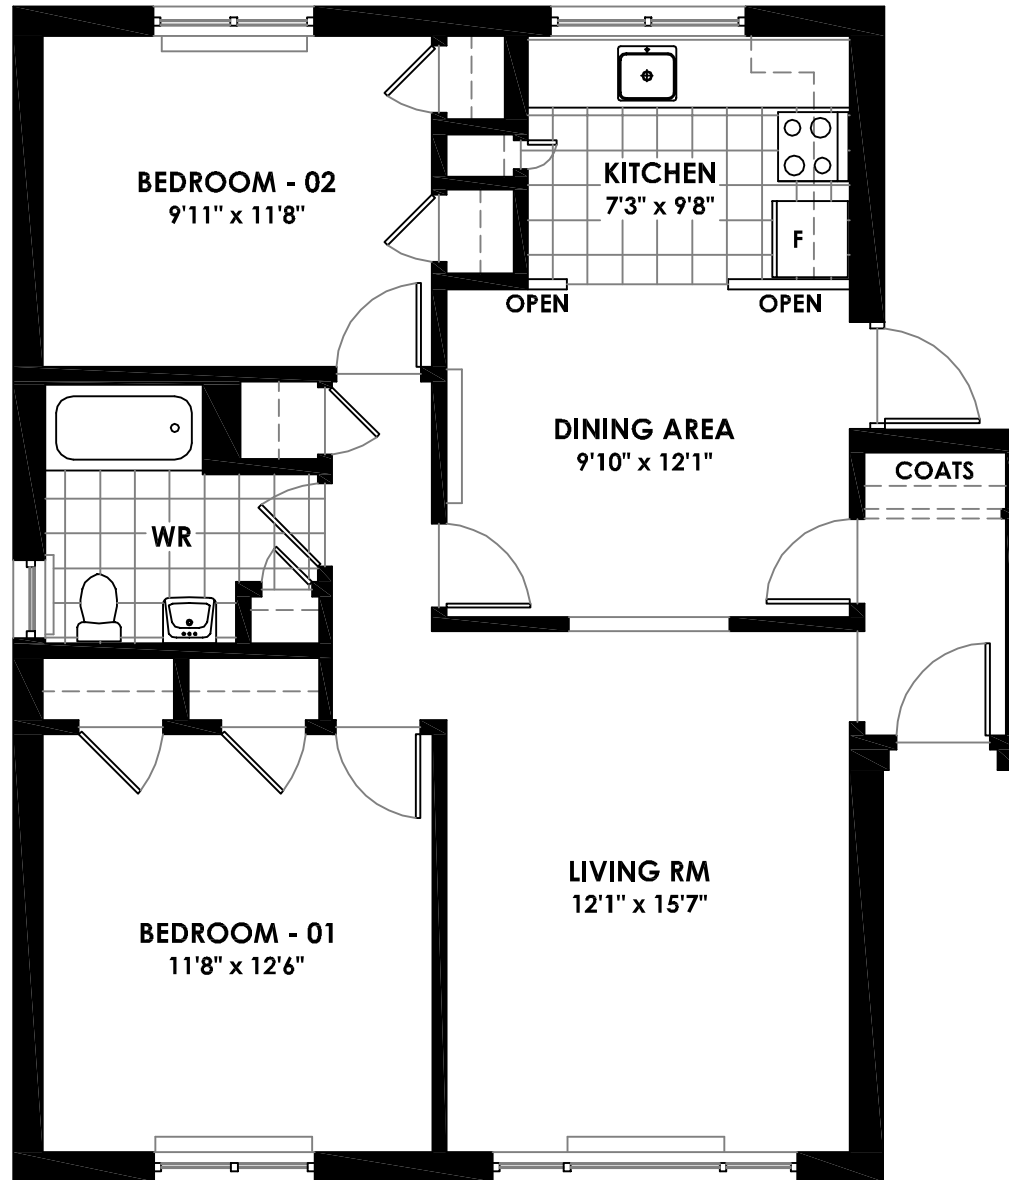 BEDROOM - 02
9'11" x 11'8"
KITCHEN
7'3" x 9'8"
F
OPEN
OPEN
DINING AREA
9'10" x 12'1"
COATS
WR
LIVING RM
12'1" x 15'7"
BEDROOM - 01
11'8" x 12'6"